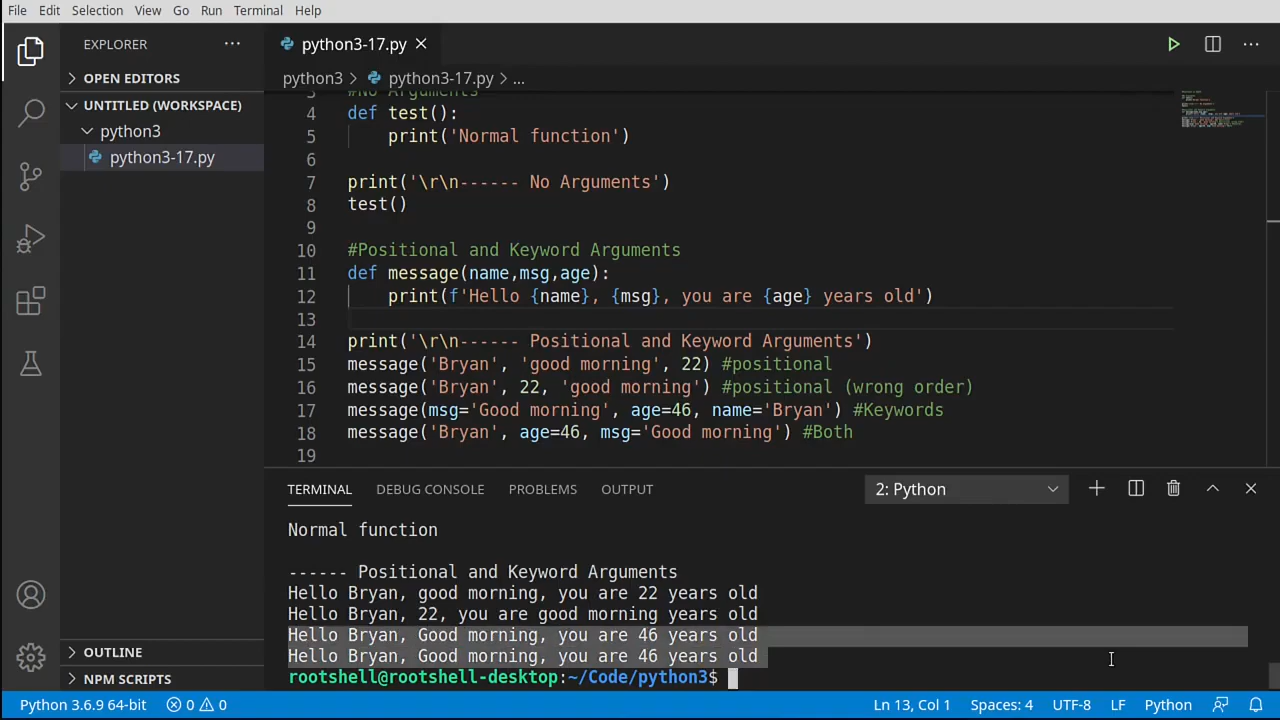 File Edit Selection View Go Run Terminal Help
EXPLORER
python3-17.py
OPEN EDITORS
UNTITLED (WORKSPACE)
python3
python3-17.py
OUTLINE
NPM SCRIPTS
python3 > python3-17.py > ...
3 #No Arguments
4 def test():
5     print('Normal function')
6
7 print('\r\n------ No Arguments')
8 test()
9
10 #Positional and Keyword Arguments
11 def message(name,msg,age):
12     print(f'Hello {name}, {msg}, you are {age} years old')
13
14 print('\r\n------ Positional and Keyword Arguments')
15 message('Bryan', 'good morning', 22) #positional
16 message('Bryan', 22, 'good morning') #positional (wrong order)
17 message(msg='Good morning', age=46, name='Bryan') #Keywords
18 message('Bryan', age=46, msg='Good morning') #Both
19
TERMINAL DEBUG CONSOLE PROBLEMS OUTPUT 2: Python
Normal function
------ Positional and Keyword Arguments
Hello Bryan, good morning, you are 22 years old
Hello Bryan, 22, you are good morning years old
Hello Bryan, Good morning, you are 46 years old
Hello Bryan, Good morning, you are 46 years old
rootshell@rootshell-desktop:~/Code/python3$
Python 3.6.9 64-bit 0 0 Ln 13, Col 1 Spaces: 4 UTF-8 LF Python